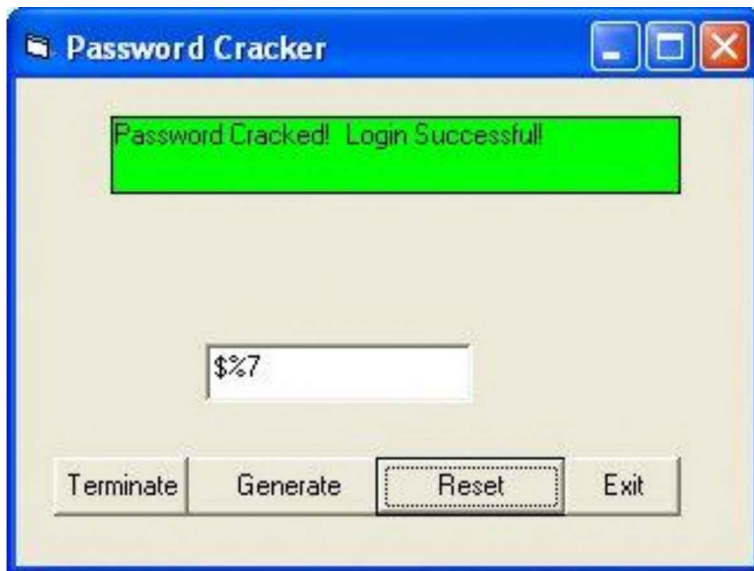 Password Cracker
Password Cracked!  Login Successful!
$%7
Terminate Generate Reset Exit